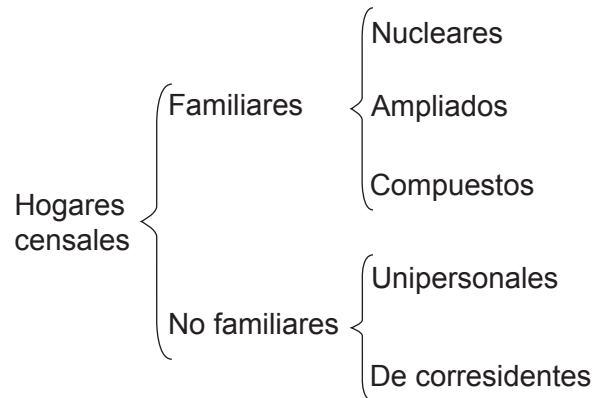 Hogares
censales
Familiares
Nucleares
Ampliados
Compuestos
No familiares
Unipersonales
De corresidentes